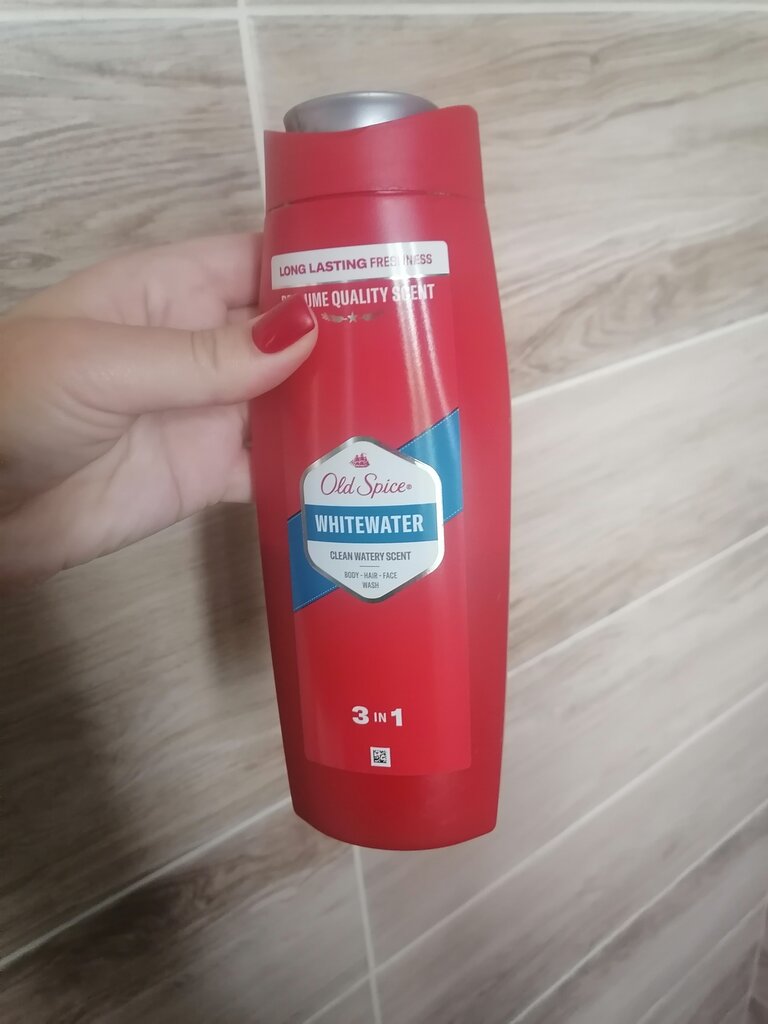 LONG LASTING FRESHNESS
QUALITY SCENT
Old Spice®
WHITEWATER
CLEAN WATERY SCENT
BODY - HAIR - FACE
WASH
3 IN 1